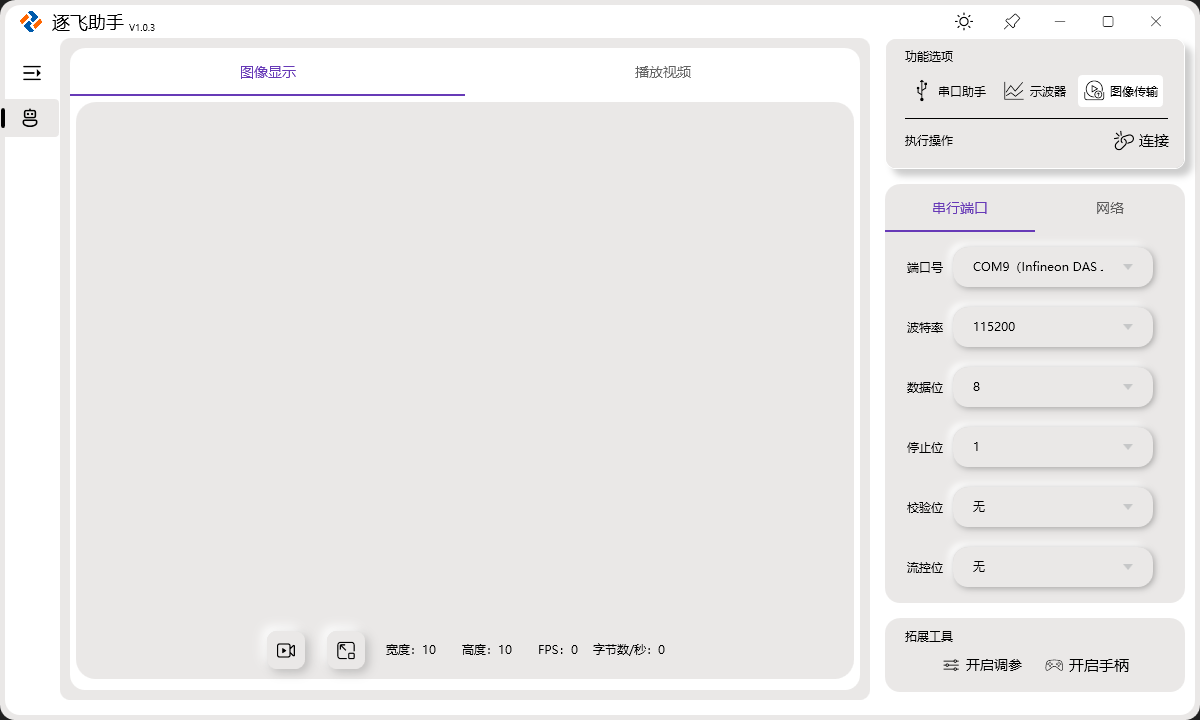 逐飞助手 V1.0.3
图像显示 播放视频
宽度：10 高度：10 FPS：0 字节数/秒：0
功能选项
串口助手 示波器 图像传输
执行操作 连接
串行端口 网络
端口号 COM9（Infineon DAS .
波特率 115200
数据位 8
停止位 1
校验位 无
流控位 无
拓展工具
开启调参 开启手柄